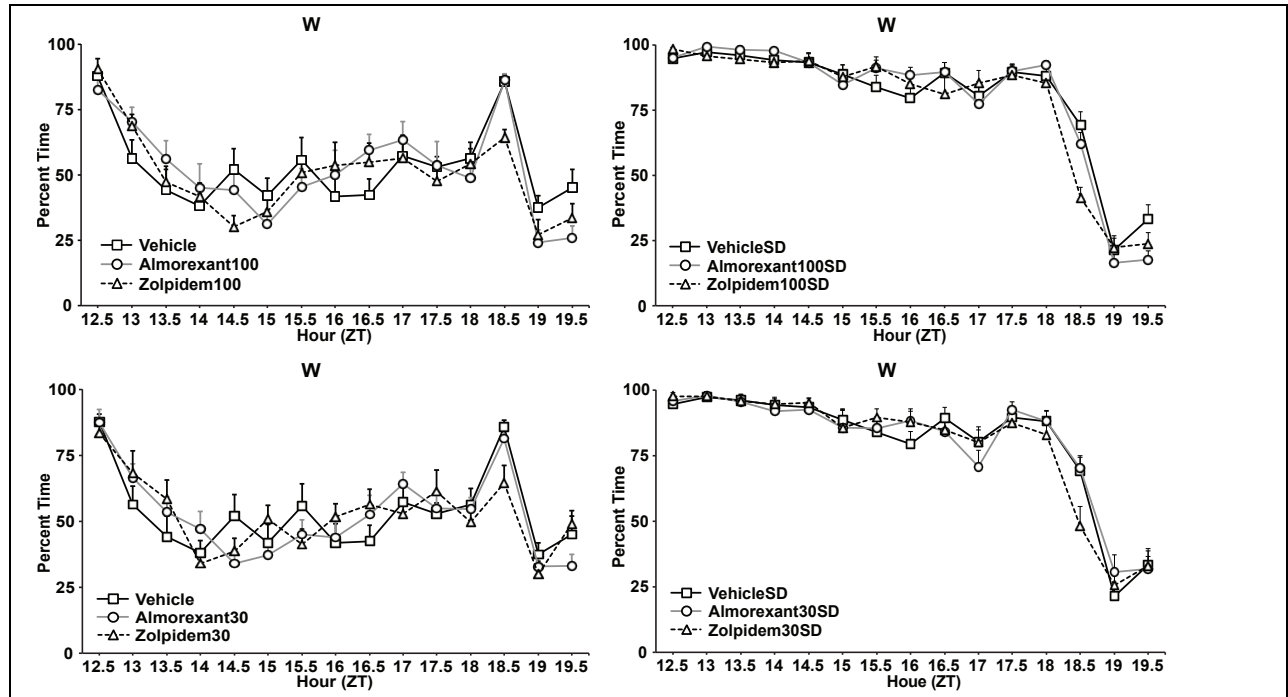 W
100
75
50
25
0
Percent Time
Vehicle
Almorexant100
Zolpidem100
12.5 13 13.5 14 14.5 15 15.5 16 16.5 17 17.5 18 18.5 19 19.5
Hour (ZT)
W
100
75
50
25
0
Percent Time
VehicleSD
Almorexant100SD
Zolpidem100SD
12.5 13 13.5 14 14.5 15 15.5 16 16.5 17 17.5 18 18.5 19 19.5
Hour (ZT)
W
100
75
50
25
0
Percent Time
Vehicle
Almorexant30
Zolpidem30
12.5 13 13.5 14 14.5 15 15.5 16 16.5 17 17.5 18 18.5 19 19.5
Hour (ZT)
W
100
75
50
25
0
Percent Time
VehicleSD
Almorexant30SD
Zolpidem30SD
12.5 13 13.5 14 14.5 15 15.5 16 16.5 17 17.5 18 18.5 19 19.5
Houe (ZT)